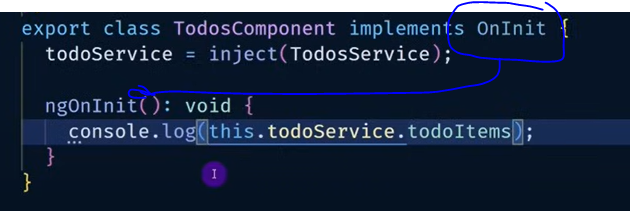 export class TodosComponent implements OnInit {
todoService = inject(TodosService);
ngOnInit(): void {
console.log(this.todoService.todoItems);
}
}